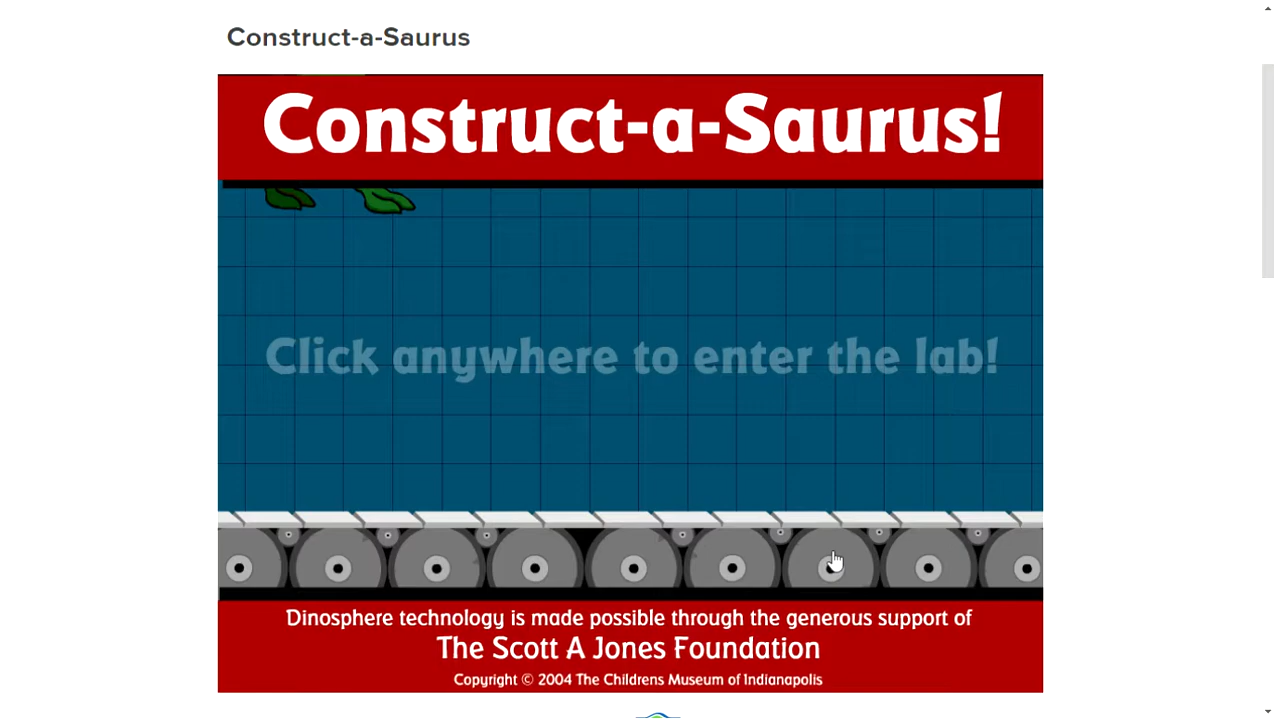 Construct-a-Saurus
Construct-a-Saurus!
Click anywhere to enter the lab!
Dinosphere technology is made possible through the generous support of
The Scott A Jones Foundation
Copyright © 2004 The Childrens Museum of Indianapolis